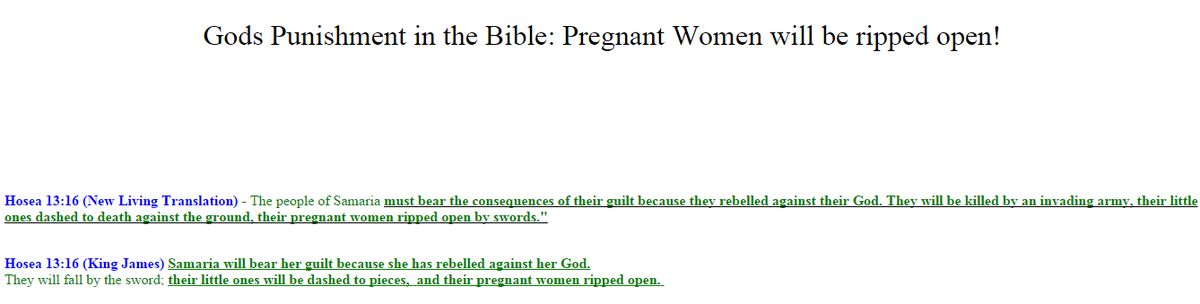 Gods Punishment in the Bible: Pregnant Women will be ripped open!
Hosea 13:16 (New Living Translation) - The people of Samaria must bear the consequences of their guilt because they rebelled against their God. They will be killed by an invading army, their little
ones dashed to death against the ground, their pregnant women ripped open by swords."
Hosea 13:16 (King James) Samaria will bear her guilt because she has rebelled against her God.
They will fall by the sword; their little ones will be dashed to pieces, and their pregnant women ripped open.